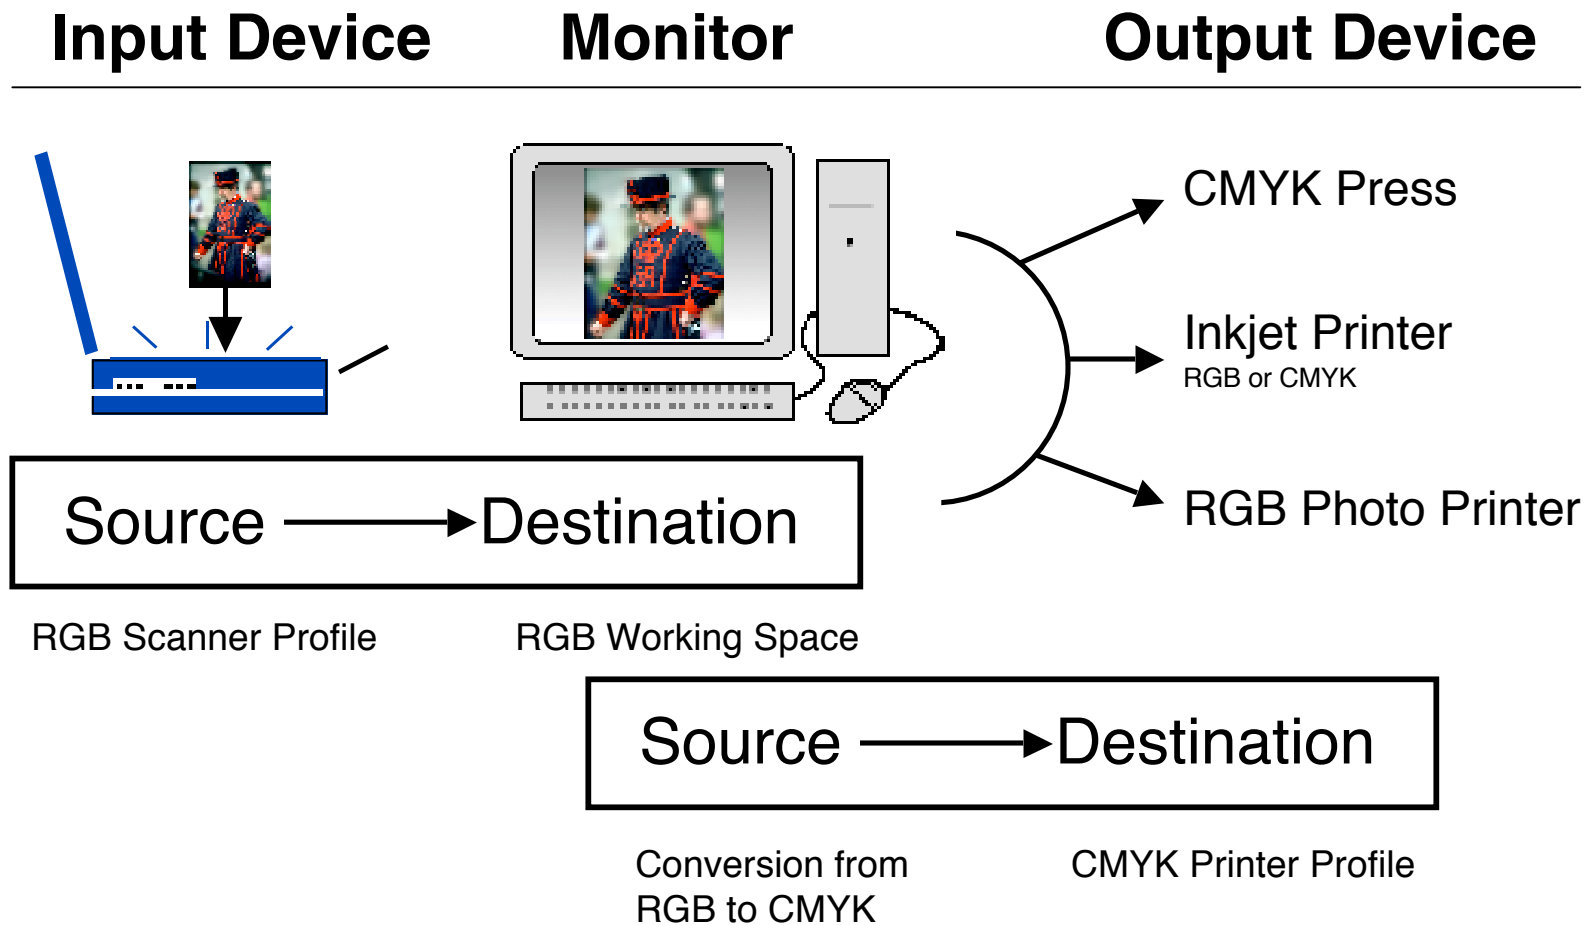 Input Device
Monitor
Output Device
CMYK Press
Inkjet Printer
RGB or CMYK
RGB Photo Printer
Source
Destination
RGB Scanner Profile
RGB Working Space
Source
Destination
Conversion from
RGB to CMYK
CMYK Printer Profile